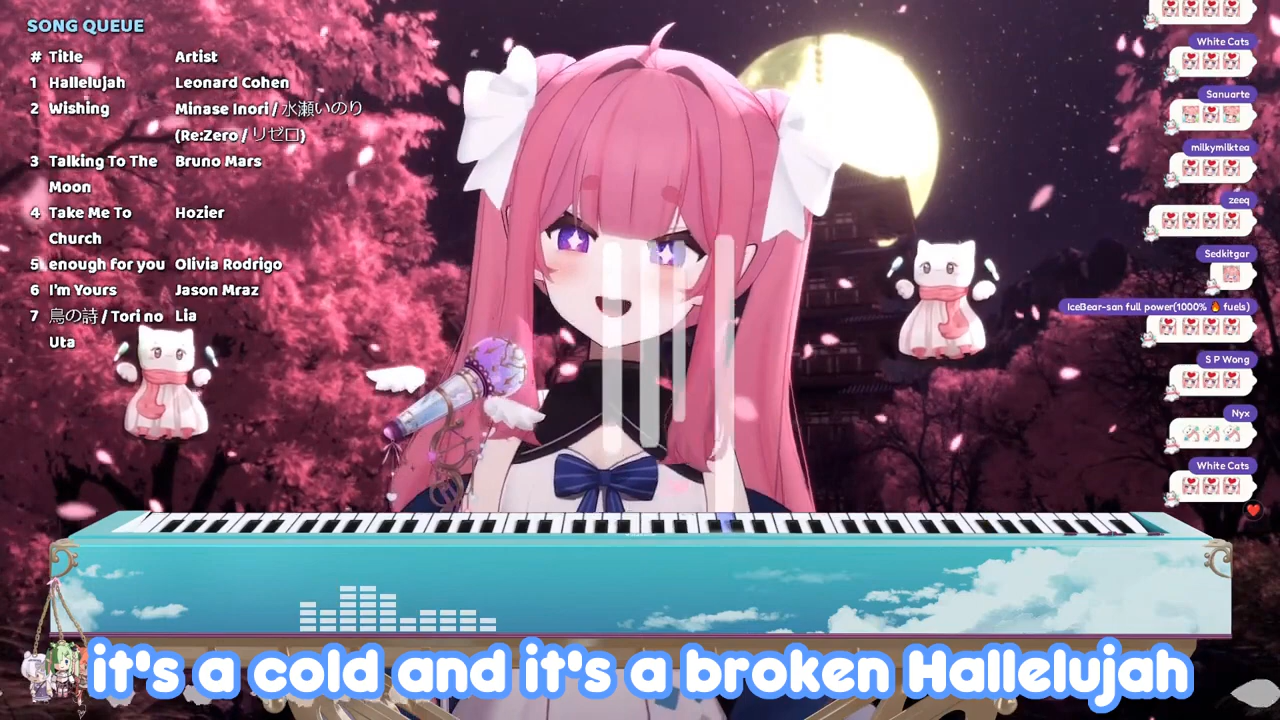 SONG QUEUE
# Title Artist
1 Hallelujah Leonard Cohen
2 Wishing Minase Inori / 水瀬いのり
(Re:Zero / リゼロ)
3 Talking To The Bruno Mars
Moon
4 Take Me To Hozier
Church
5 enough for you Olivia Rodrigo
6 I'm Yours Jason Mraz
7 鳥の詩 / Tori no Lia
Uta
White Cats
Sanuarte
milkymilktea
zeeq
Sedkitgar
IceBear-san full power(1000% 🔥 fuels)
S P Wong
Nyx
White Cats
it's a cold and it's a broken Hallelujah